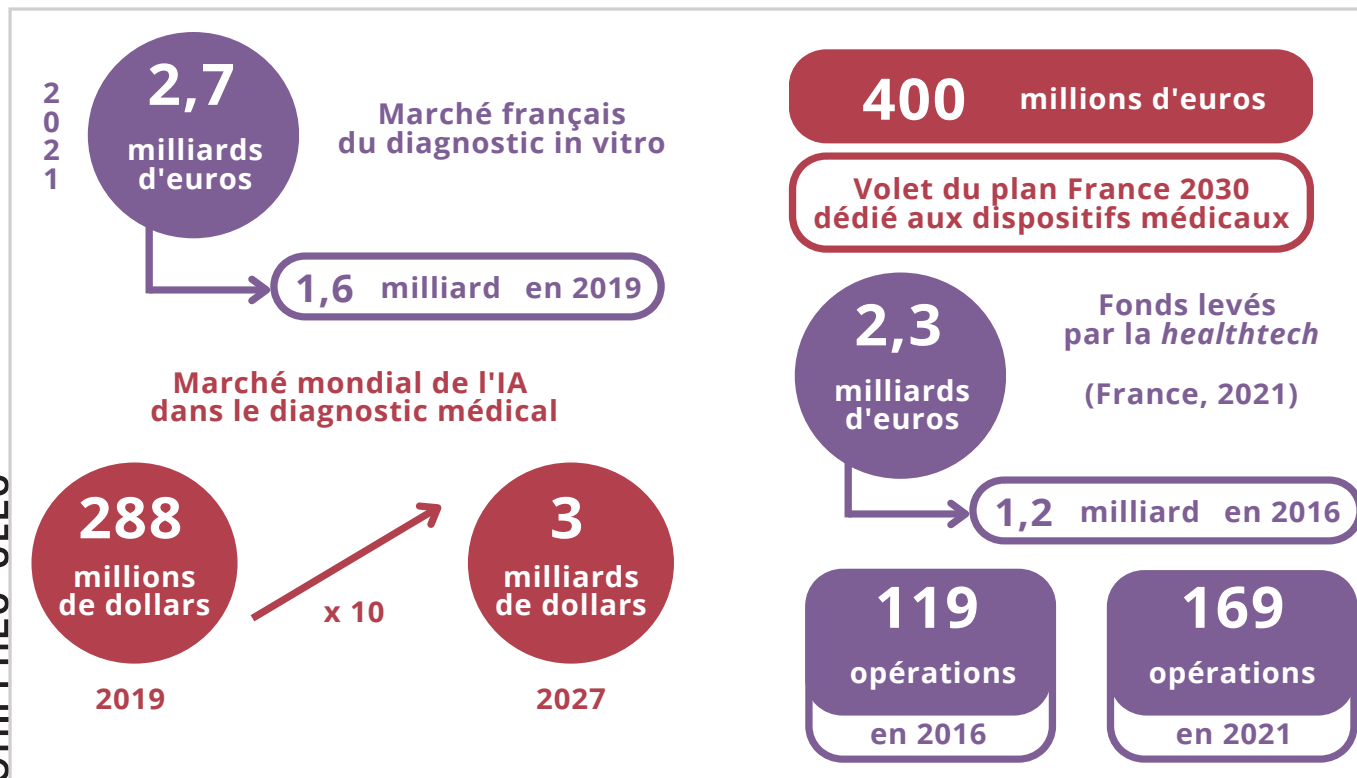 2021
2,7
milliards
d'euros
Marché français
du diagnostic in vitro
1,6 milliard en 2019
Marché mondial de l'IA
dans le diagnostic médical
288
millions
de dollars
x 10
3
milliards
de dollars
2019
2027
400 millions d'euros
Volet du plan France 2030
dédié aux dispositifs médicaux
2,3
milliards
d'euros
Fonds levés
par la healthtech
(France, 2021)
1,2 milliard en 2016
119
opérations
en 2016
169
opérations
en 2021